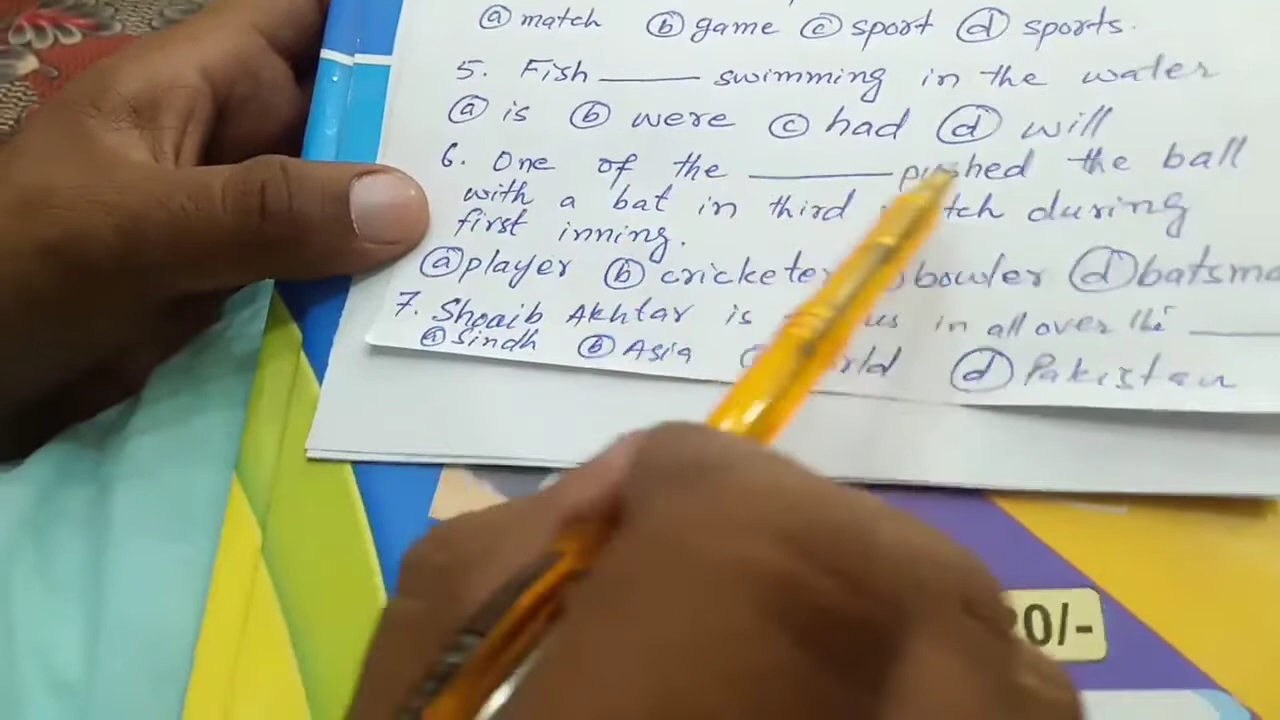 ⓐ match ⓑ game ⓒ sport ⓓ sports.
5. Fish ______ swimming in the water
ⓐ is ⓑ were ⓒ had ⓓ will
6. One of the ______ pushed the ball
with a bat in third during
first inning.
ⓐ player ⓑ bowler ⓓ
7. Shoaib Akhtar is in all over the ______
ⓐ Sindh ⓑ Asia ⓓ Pakistan
0/-